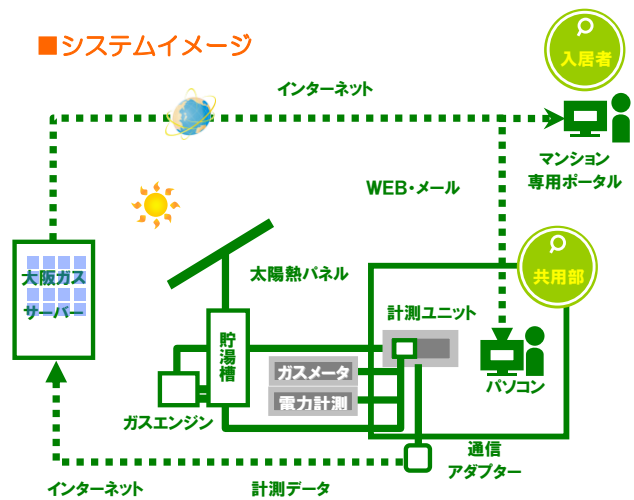 ■システムイメージ
入居者
インターネット
マンション
専用ポータル
WEB・メール
大阪ガス
サーバー
太陽熱パネル
共用部
計測ユニット
貯湯槽
ガスメータ
電力計測
パソコン
ガスエンジン
通信
アダプター
インターネット
計測データ